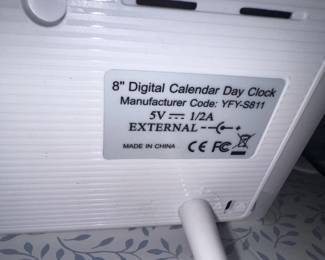 8" Digital Calendar Day Clock
Manufacturer Code: YFY-S811
5V ⎓ 1/2A
EXTERNAL - +
MADE IN CHINA CE FC